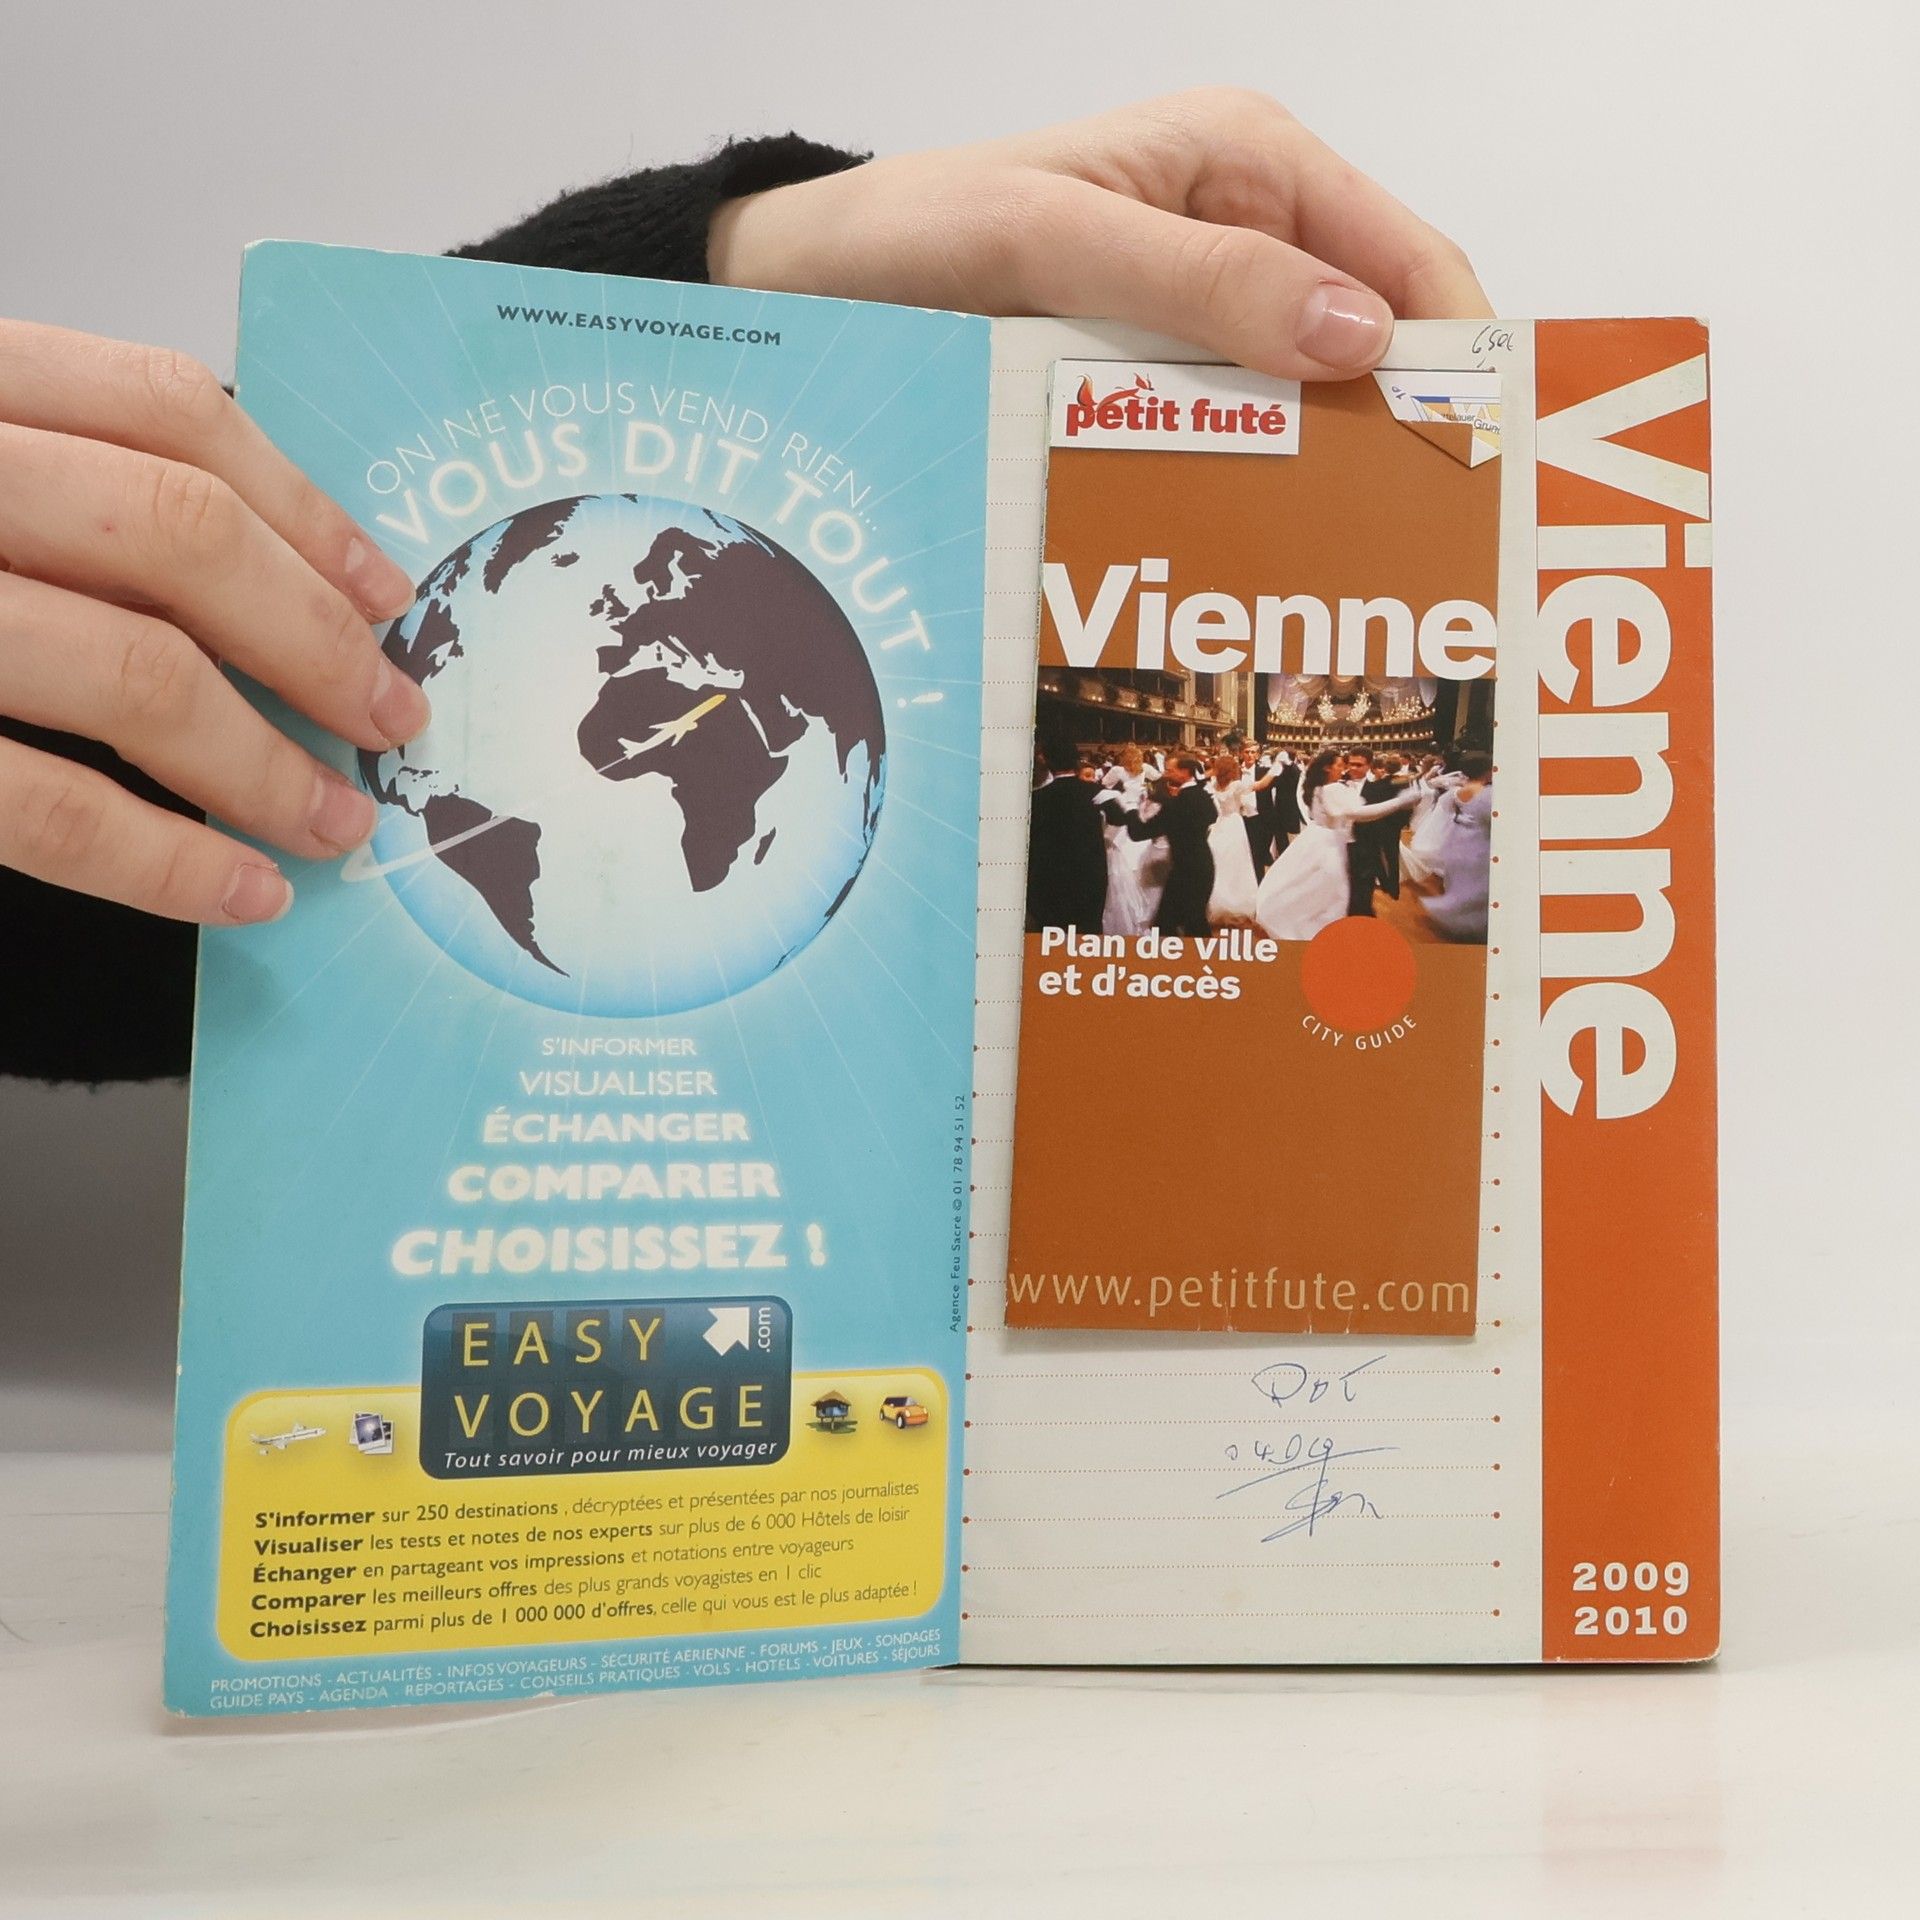 WWW.EASYVOYAGE.COM
ON NE VOUS VEND RIEN...
VOUS DIT TOUT !
S'INFORMER
VISUALISER
ÉCHANGER
COMPARER
CHOISISSEZ !
EASY
VOYAGE
.com
Tout savoir pour mieux voyager
S'informer sur 250 destinations , décryptées et présentées par nos journalistes
Visualiser les tests et notes de nos experts sur plus de 6 000 Hôtels de loisir
Échanger en partageant vos impressions et notations entre voyageurs
Comparer les meilleurs offres des plus grands voyagistes en 1 clic
Choisissez parmi plus de 1 000 000 d'offres, celle qui vous est le plus adaptée !
PROMOTIONS - ACTUALITÉS - INFOS VOYAGEURS - SÉCURITÉ AÉRIENNE - FORUMS - JEUX - SONDAGES
GUIDE PAYS - AGENDA - REPORTAGES - CONSEILS PRATIQUES - VOLS - HOTELS - VOITURES - SÉJOURS
Agence Feu Sacré © 01 78 94 51 52
petit futé
Vienne
Plan de ville
et d'accès
CITY GUIDE
www.petitfute.com
Vienne
2009
2010